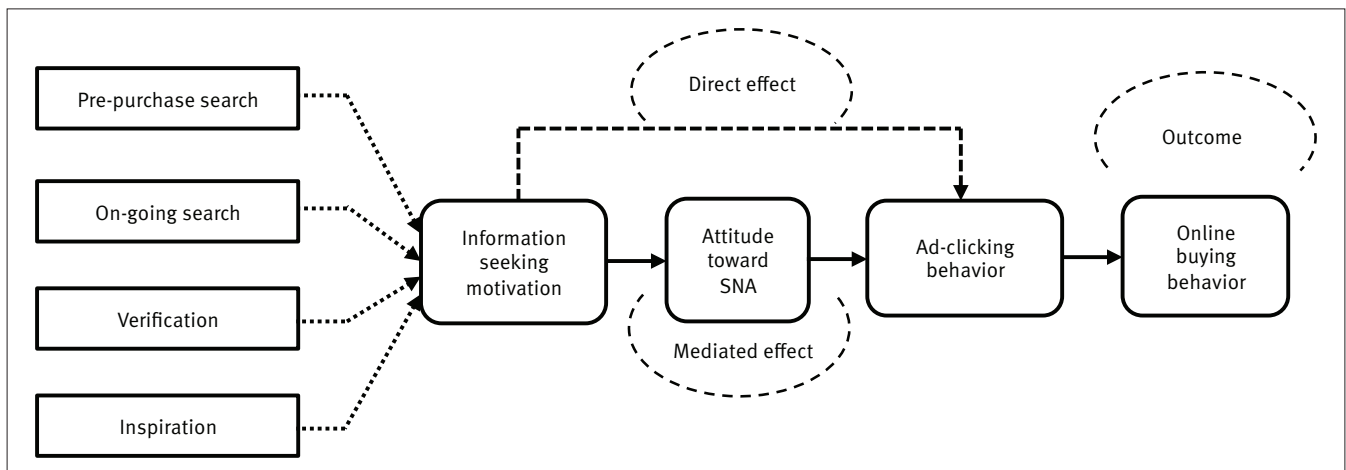 Pre-purchase search
On-going search
Verification
Inspiration
Information
seeking
motivation
Direct effect
Attitude
toward
SNA
Mediated effect
Ad-clicking
behavior
Outcome
Online
buying
behavior